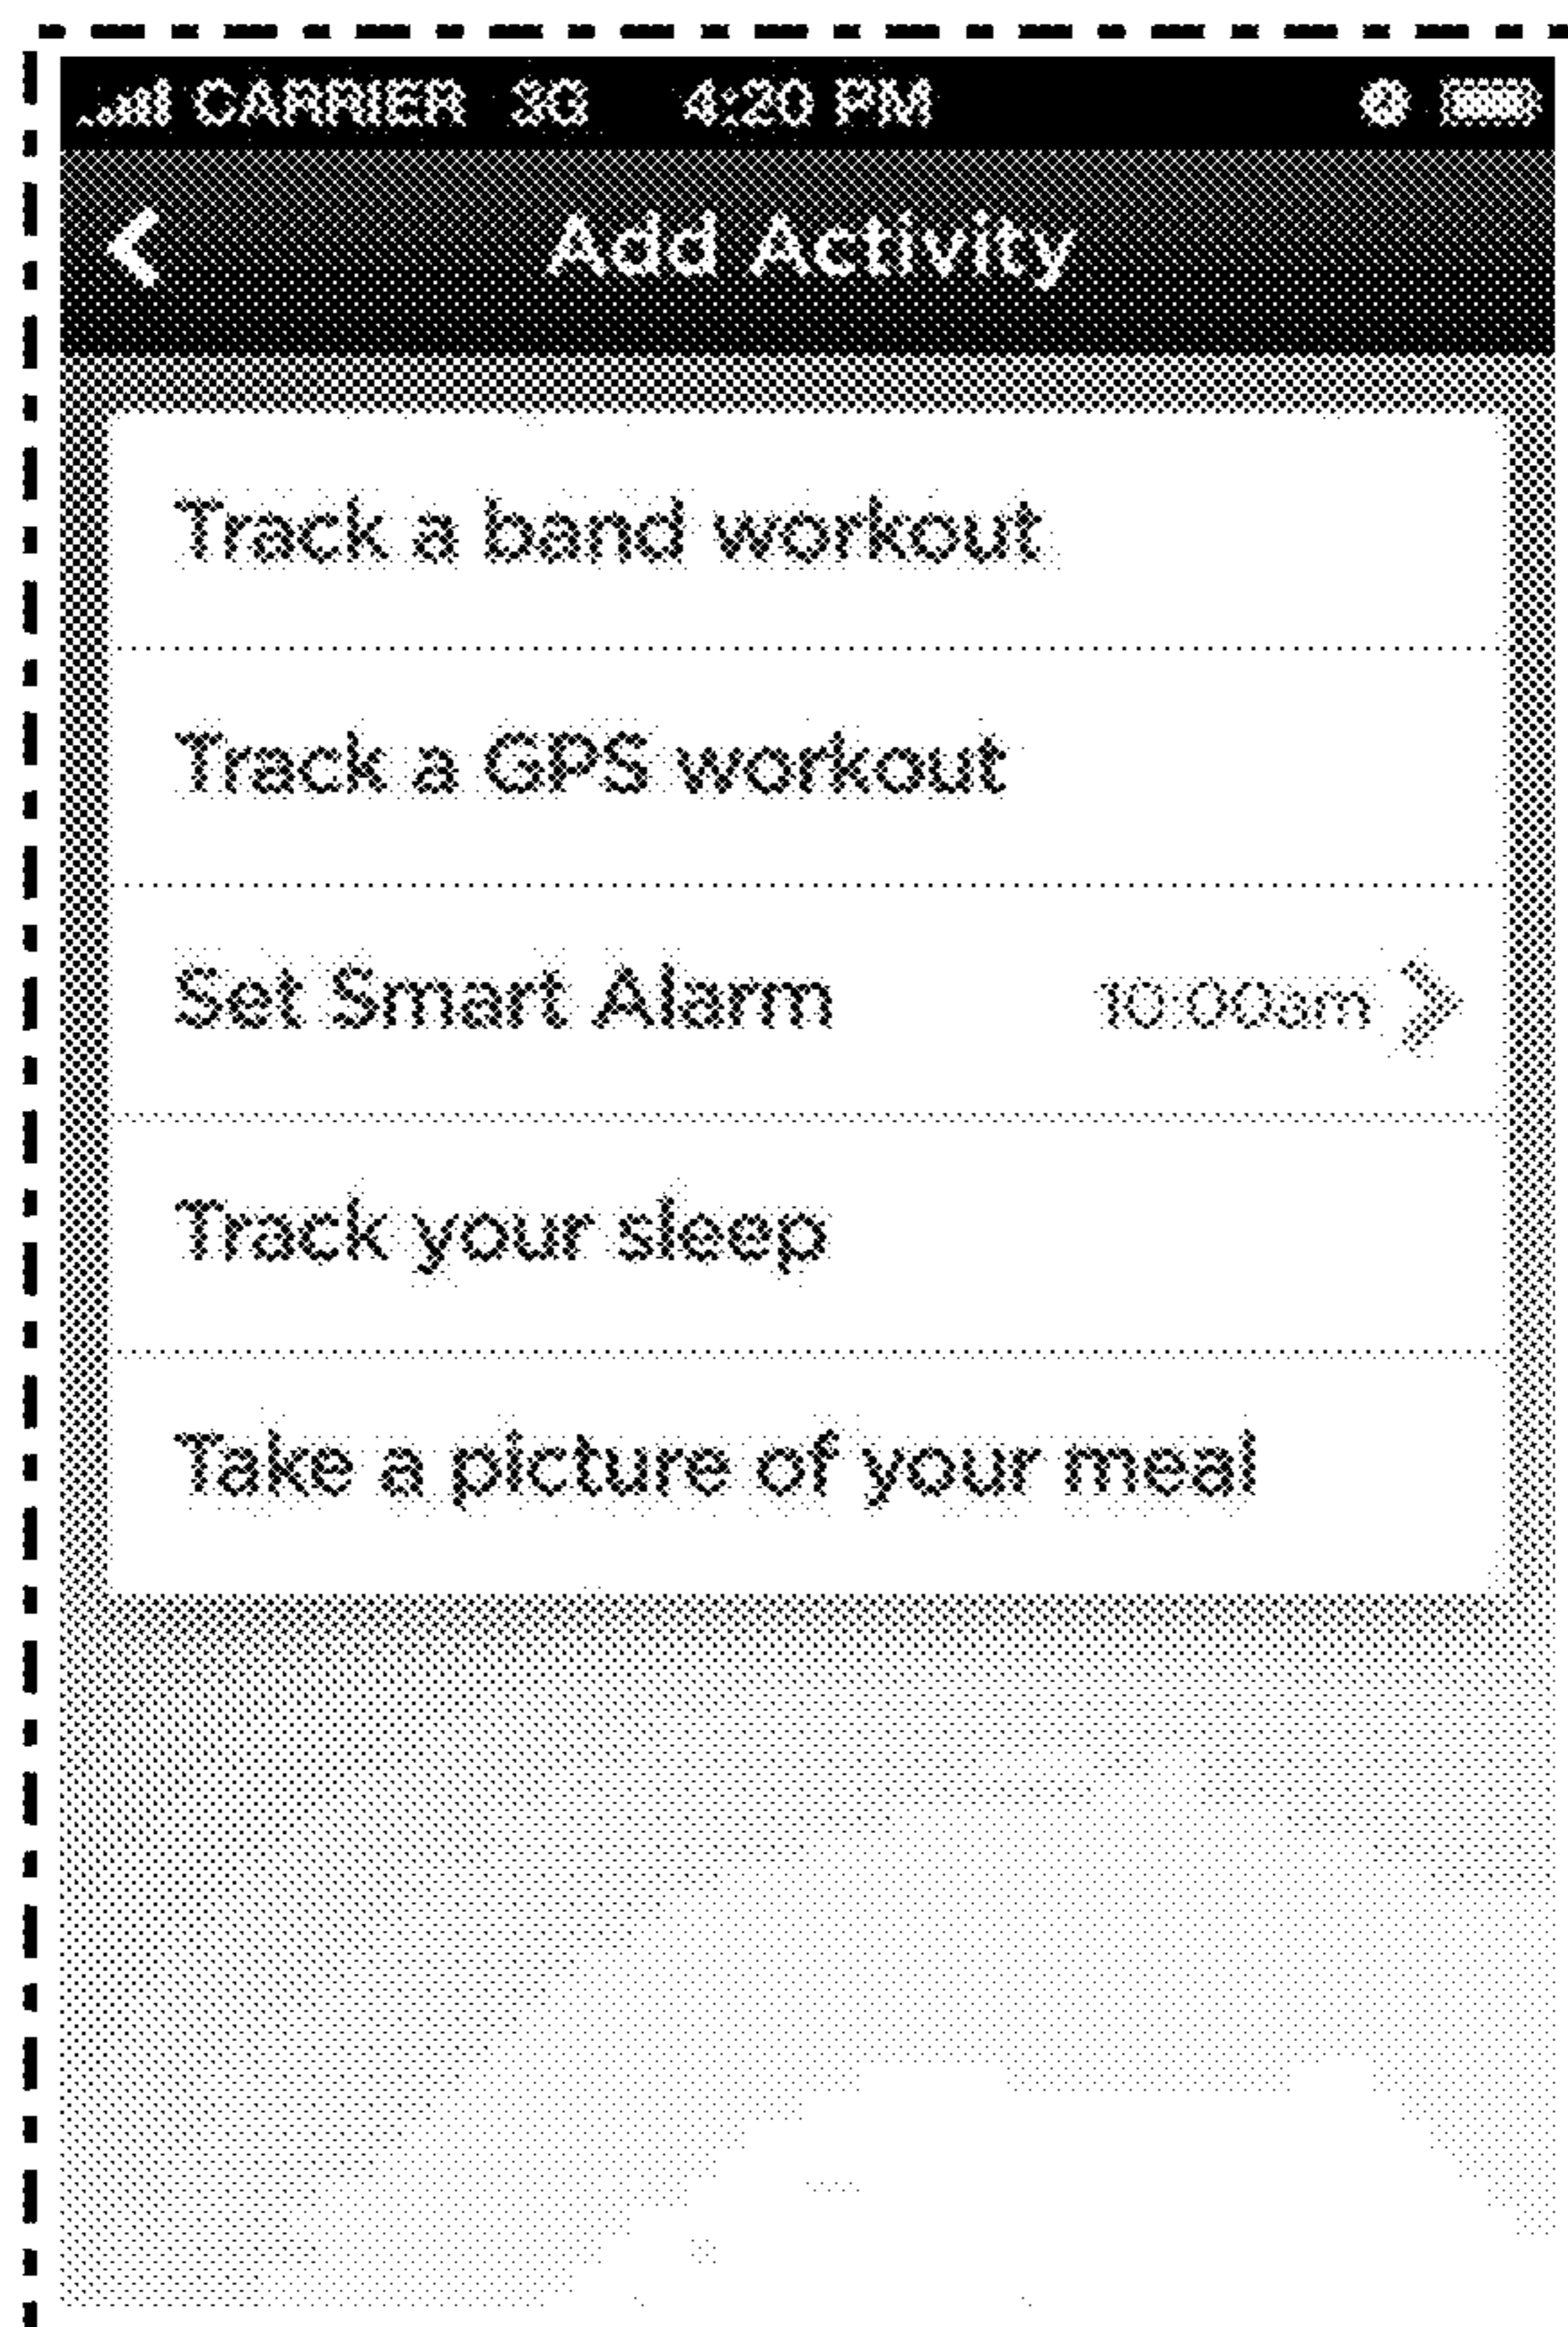 CARRIER 3G 4:20 PM
Add Activity
Track a band workout
Track a GPS workout
Set Smart Alarm 10:00am
Track your sleep
Take a picture of your meal